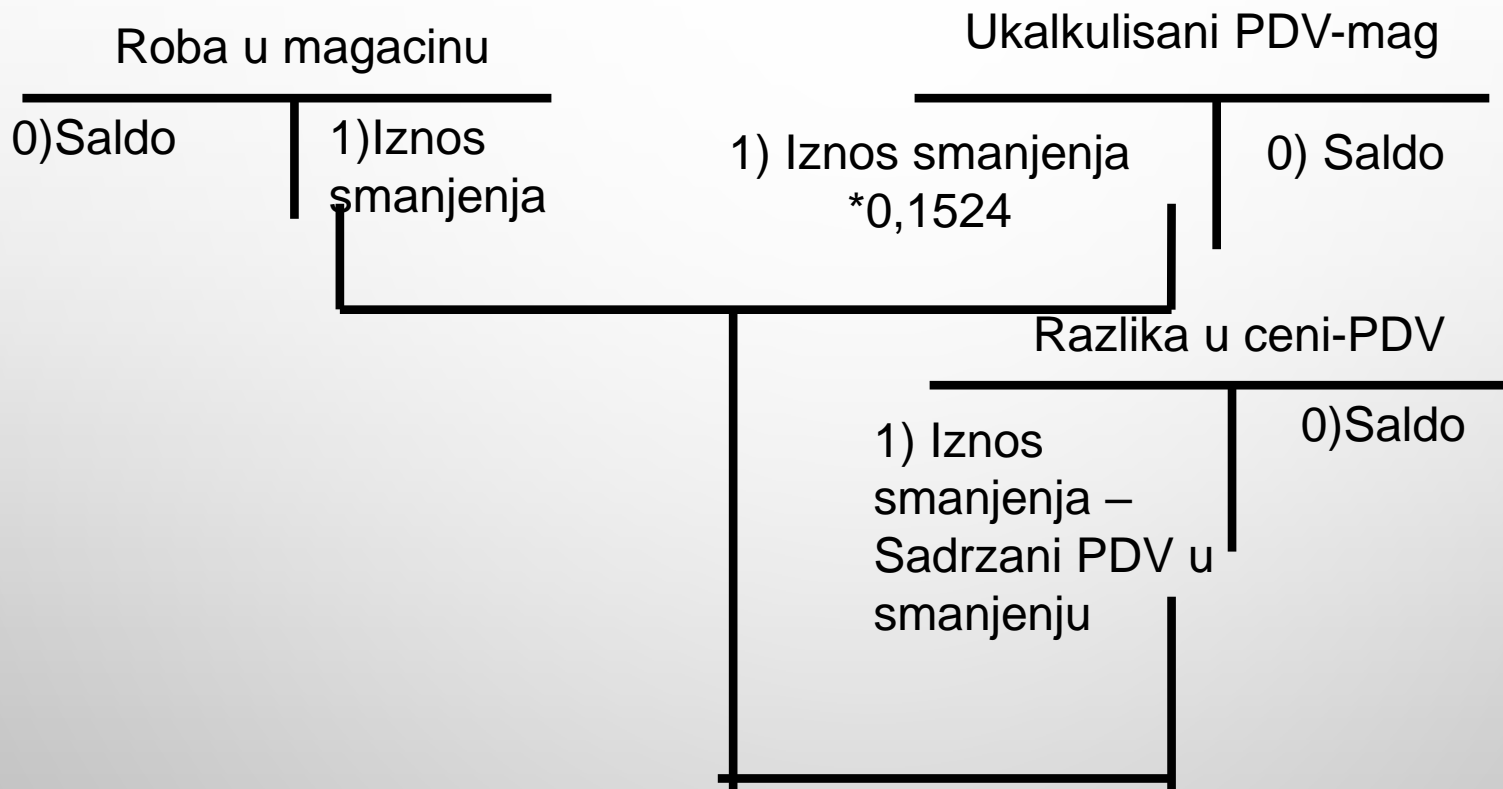 Roba u magacinu
0)Saldo
1)Iznos
smanjenja
Ukalkulisani PDV-mag
1) Iznos smanjenja
*0,1524
0) Saldo
Razlika u ceni-PDV
1) Iznos
smanjenja –
Sadrzani PDV u
smanjenju
0)Saldo